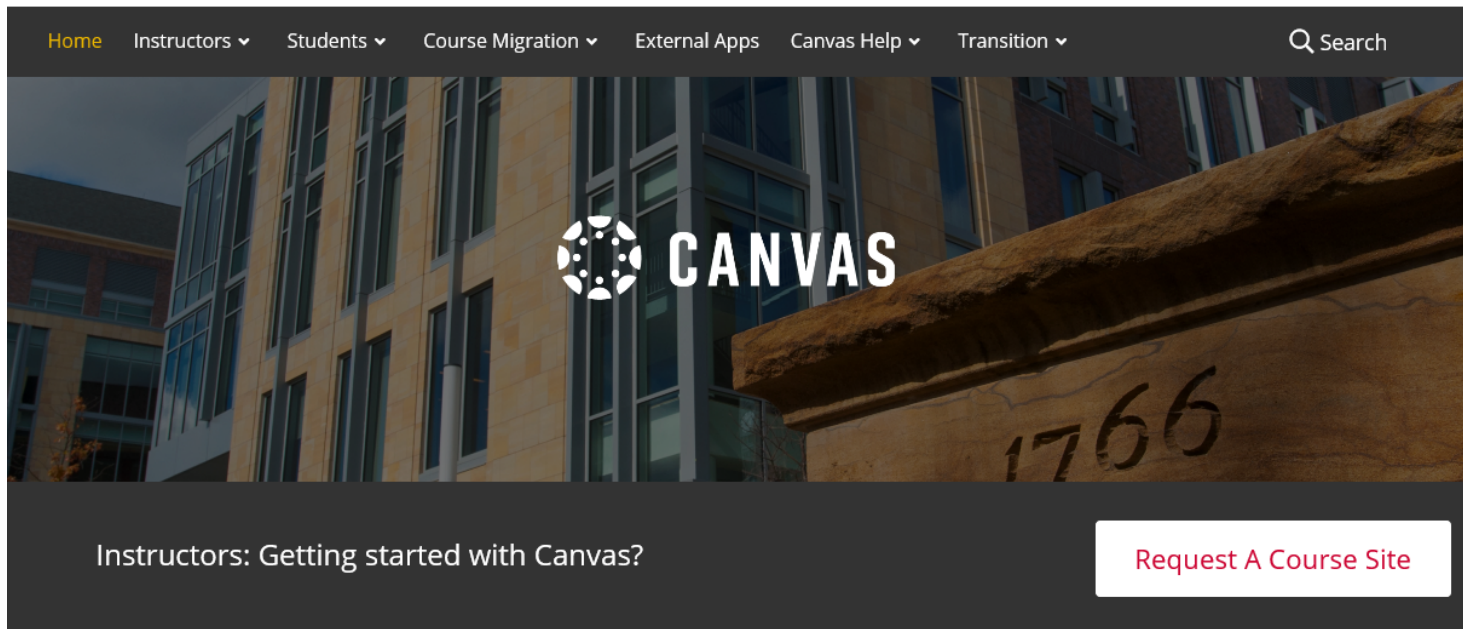 Home Instructors Students Course Migration External Apps Canvas Help Transition Search
CANVAS
1766
Instructors: Getting started with Canvas?
Request A Course Site